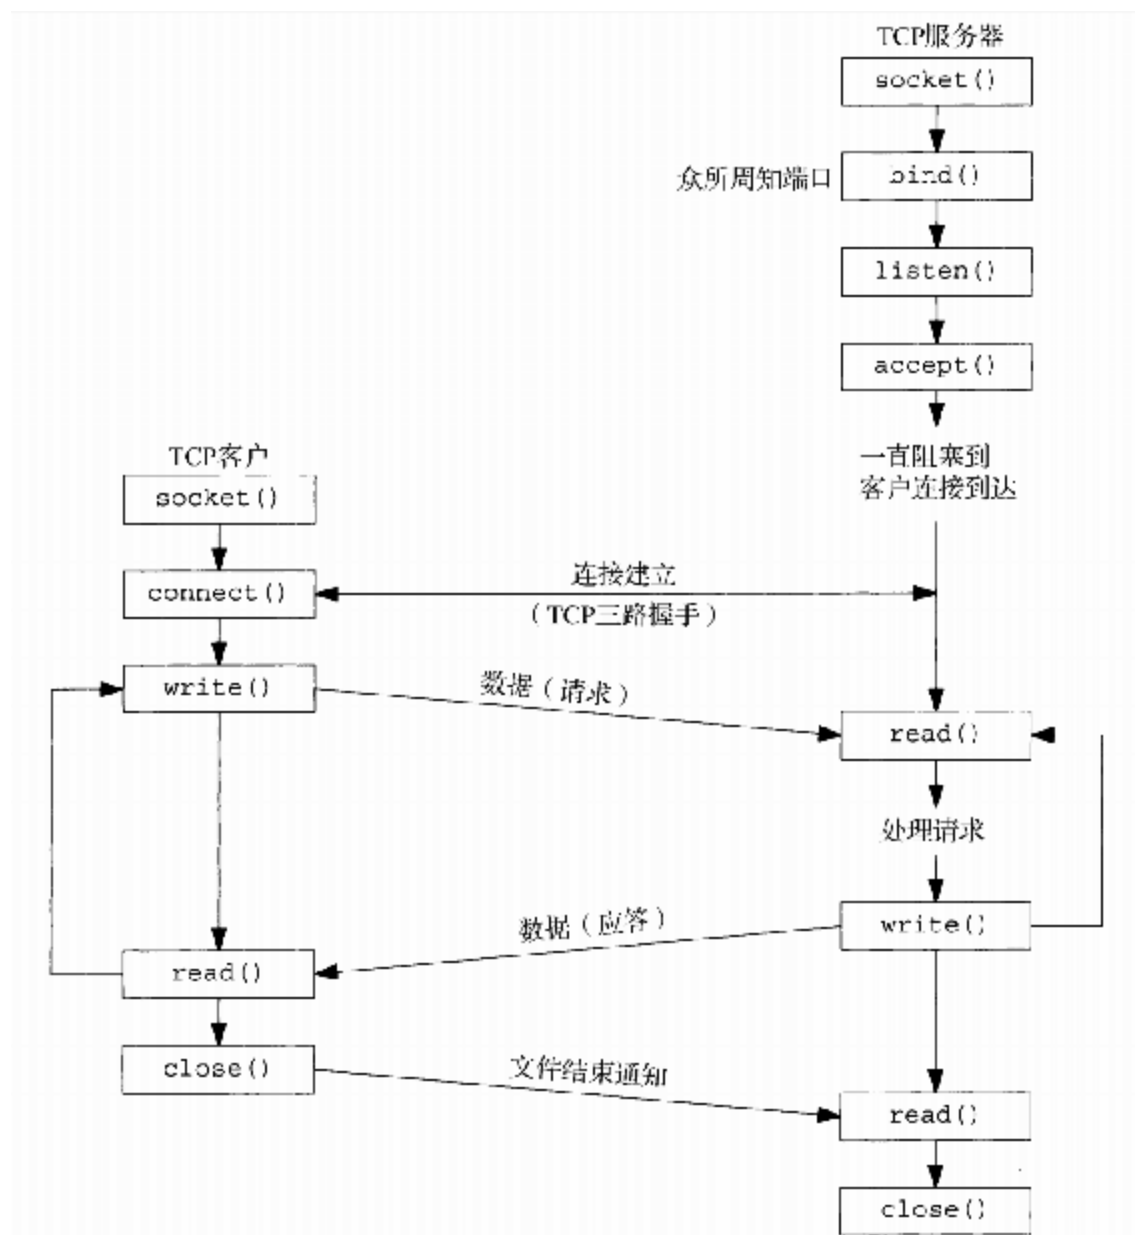 TCP服务器
socket()
众所周知端口
bind()
listen()
accept()
一直阻塞到
客户连接到达
TCP客户
socket()
connect()
连接建立
（TCP三路握手）
write()
数据（请求）
read()
处理请求
write()
数据（应答）
read()
close()
文件结束通知
read()
close()